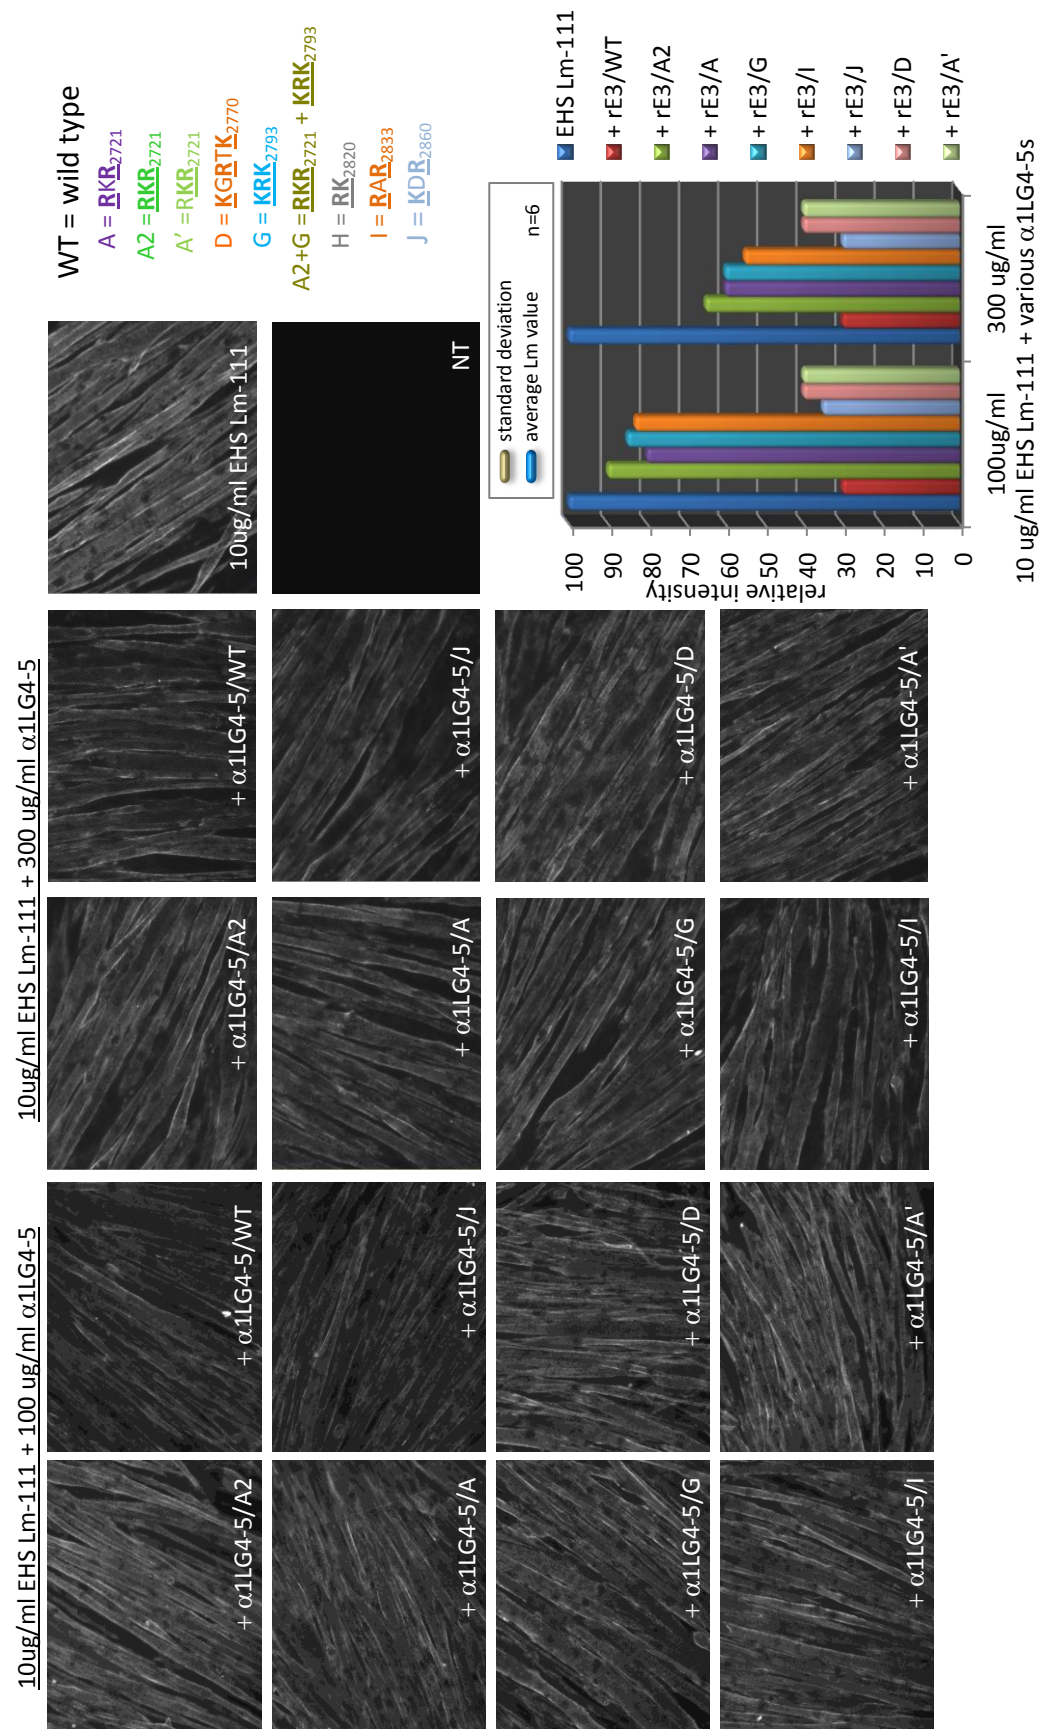 10ug/ml EHS Lm-111 + 100 ug/ml α1LG4-5
+ α1LG4-5/A2
+ α1LG4-5/WT
+ α1LG4-5/A
+ α1LG4-5/J
+ α1LG4-5/G
+ α1LG4-5/D
+ α1LG4-5/I
+ α1LG4-5/A'
10ug/ml EHS Lm-111 + 300 ug/ml α1LG4-5
+ α1LG4-5/A2
+ α1LG4-5/WT
+ α1LG4-5/A
+ α1LG4-5/J
+ α1LG4-5/G
+ α1LG4-5/D
+ α1LG4-5/I
+ α1LG4-5/A'
10ug/ml EHS Lm-111
NT
WT = wild type
A = RKR2721
A2 =RKR2721
A’ =RKR2721
D = KGRTK2770
G = KRK2793
A2+G =RKR2721 + KRK2793
H = RK2820
I = RAR2833
J = KDR2860
standard deviation
average Lm value
n=6
relative intensity
100
90
80
70
60
50
40
30
20
10
0
100ug/ml
300 ug/ml
10 ug/ml EHS Lm-111 + various α1LG4-5s
EHS Lm-111
+ rE3/WT
+ rE3/A2
+ rE3/A
+ rE3/G
+ rE3/I
+ rE3/J
+ rE3/D
+ rE3/A'